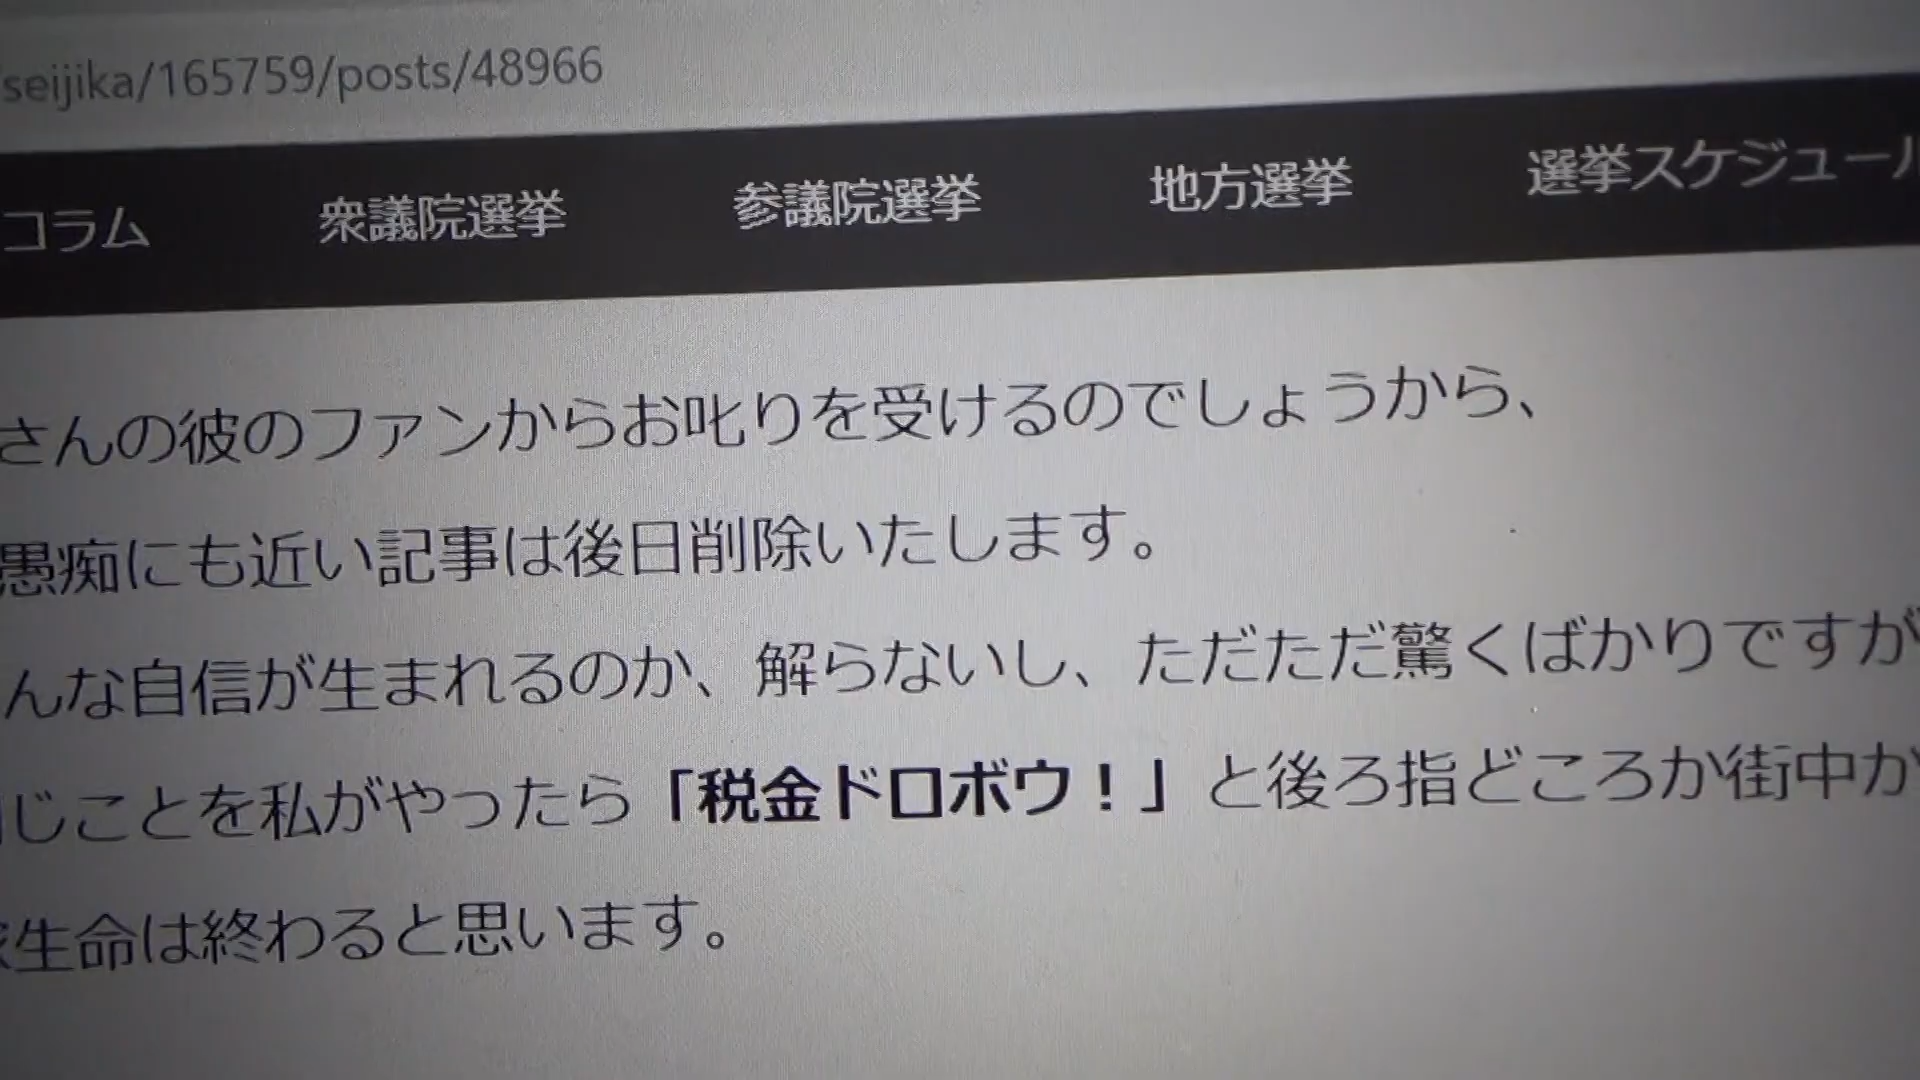 seijika/165759/posts/48966
コラム 衆議院選挙 参議院選挙 地方選挙 選挙スケジュール
さんの彼のファンからお叱りを受けるのでしょうから、
愚痴にも近い記事は後日削除いたします。
んな自信が生まれるのか、解らないし、ただただ驚くばかりですが
じことを私がやったら「税金ドロボウ！」と後ろ指どころか街中か
生命は終わると思います。